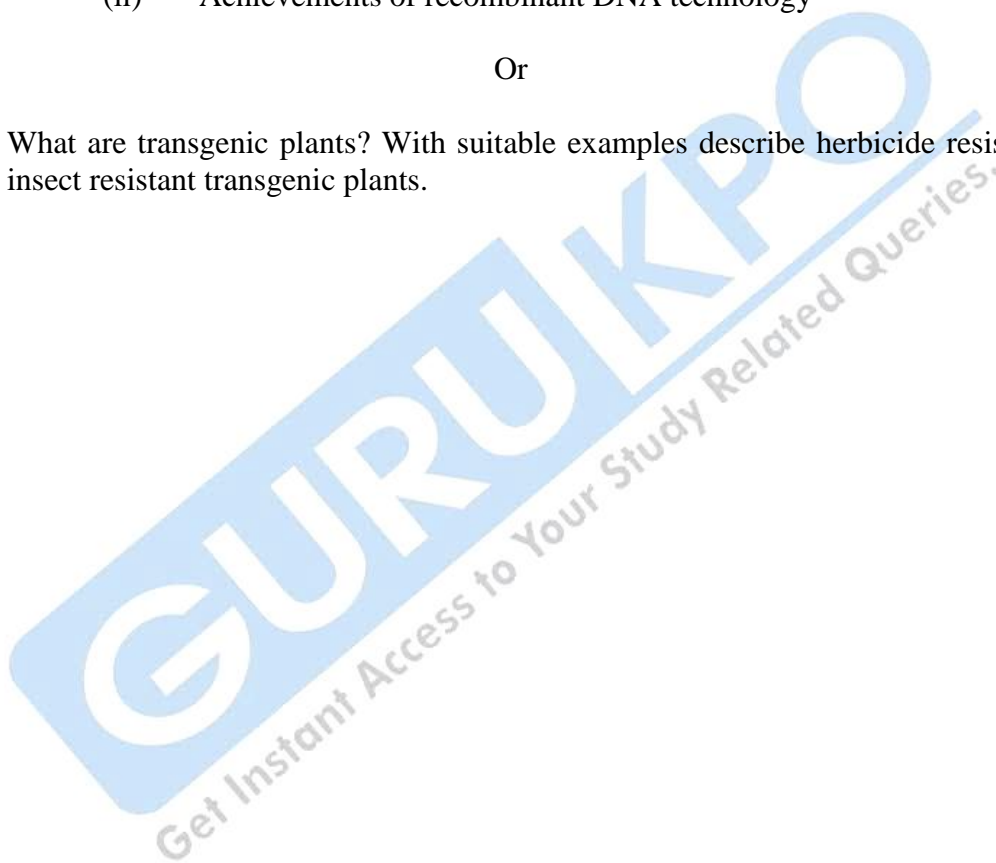 (ii) Achievements of recombinant DNA technology
Or
What are transgenic plants? With suitable examples describe herbicide resis
insect resistant transgenic plants.
GURUKPO
Get Instant Access to Your Study Related Queries.